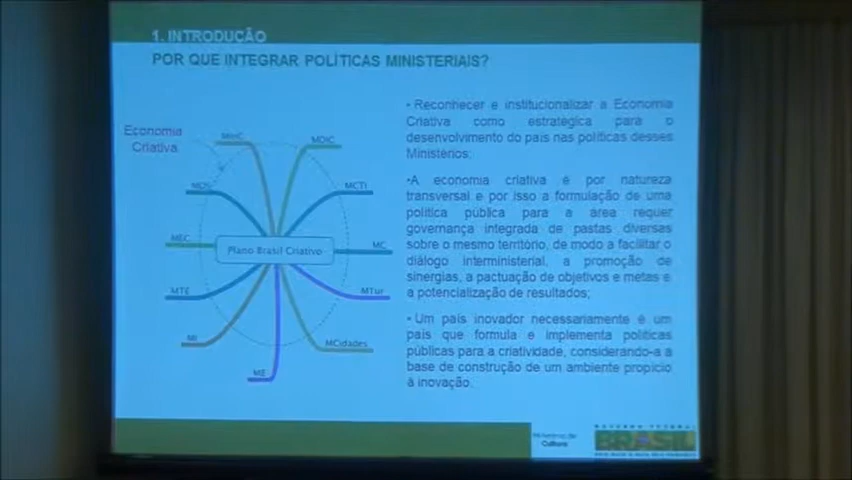 1. INTRODUCÃO
POR QUE INTEGRAR POLÍTICAS MINISTERIAIS?
Economia
Criativa
MinC
MDIC
MDS
MCTI
MEC
Plano Brasil Criativo
MC
MTE
MTur
MI
MCidades
ME
• Reconhecer e institucionalizar a Economia
Criativa como estratégica para o
desenvolvimento do país nas políticas desses
Ministérios;
•A economia criativa é por natureza
transversal e por isso a formulação de uma
política pública para a área requer
governança integrada de pastas diversas
sobre o mesmo território, de modo a facilitar o
diálogo interministerial, a promoção de
sinergias, a pactuação de objetivos e metas e
a potencialização de resultados;
• Um país inovador necessariamente é um
país que formula e implementa políticas
públicas para a criatividade, considerando-a a
base de construção de um ambiente propício
à inovação.
Ministério da
Cultura
GOVERNO FEDERAL
BRASIL